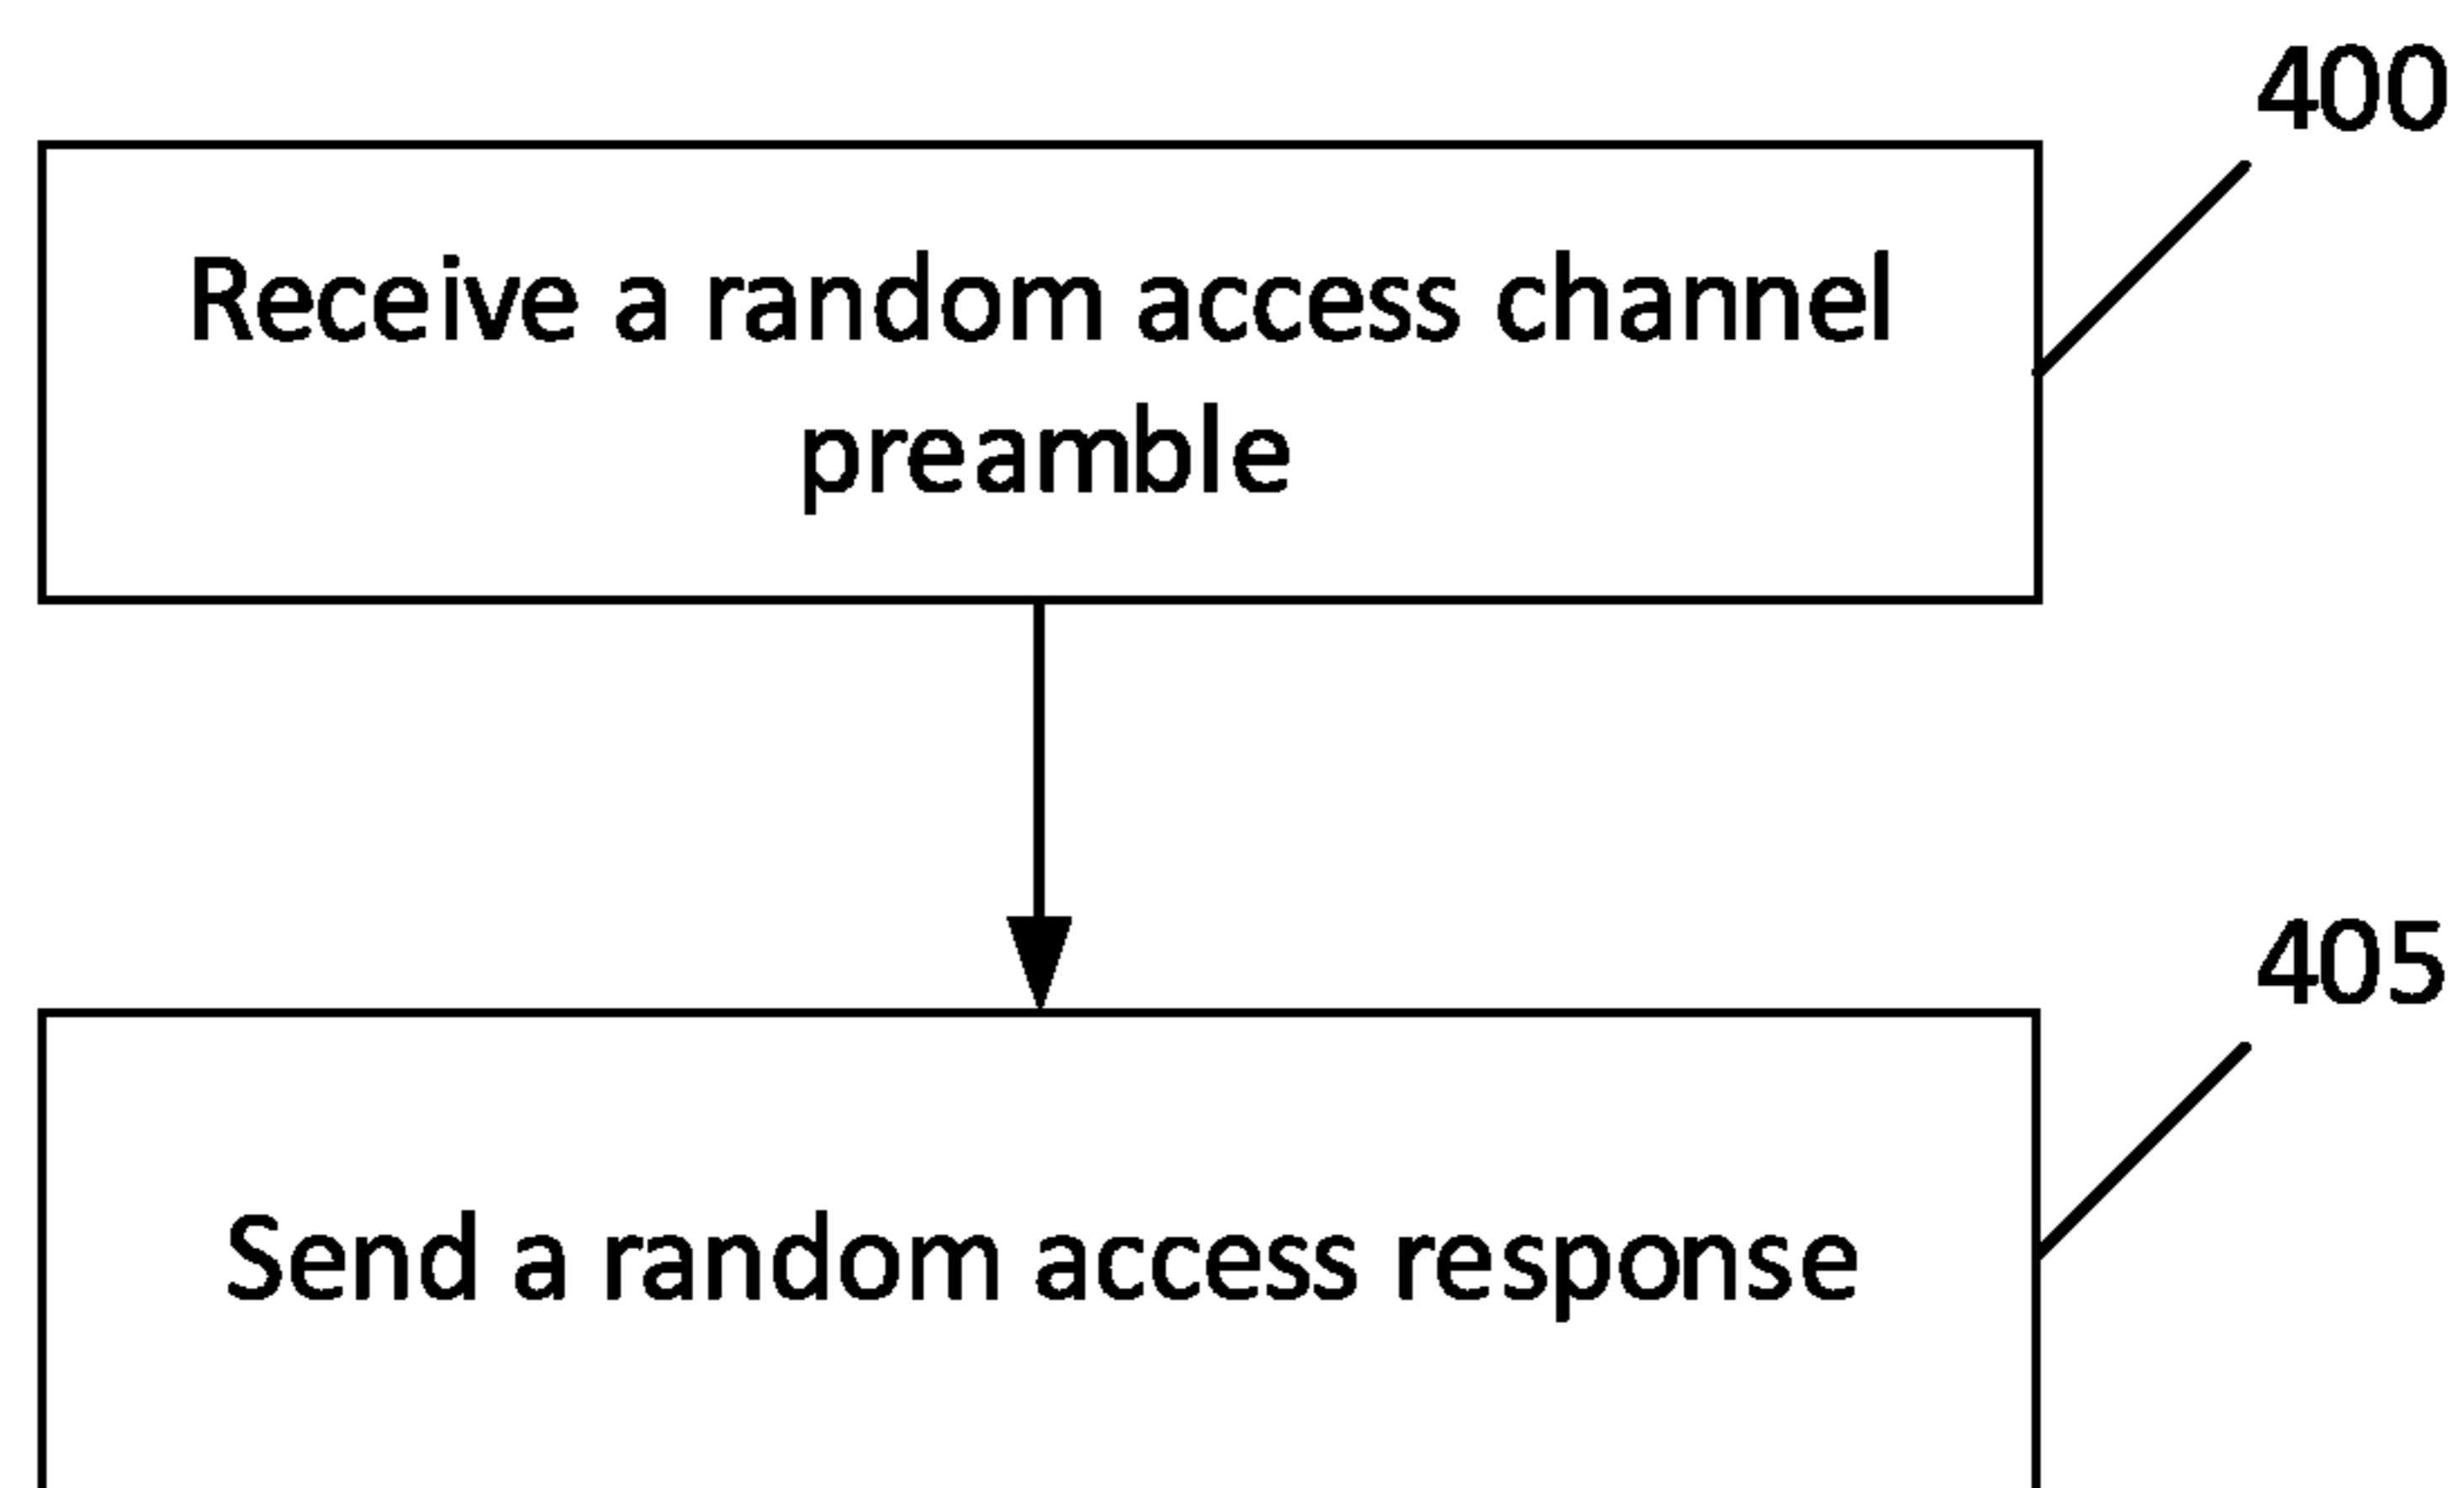 400
Receive a random access channel
preamble
405
Send a random access response